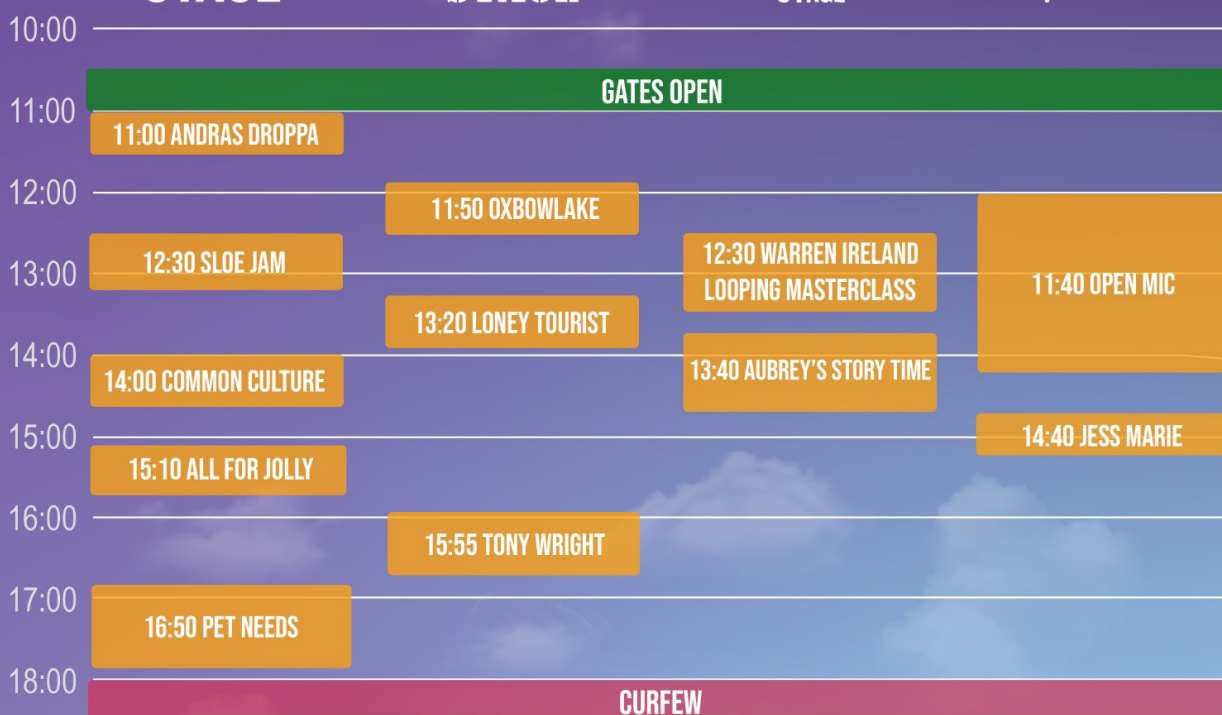 STAGE
10:00
GATES OPEN
11:00
11:00 ANDRAS DROPPA
12:00
11:50 OXBOWLAKE
12:30 SLOE JAM
12:30 WARREN IRELAND
LOOPING MASTERCLASS
13:00
11:40 OPEN MIC
13:20 LONEY TOURIST
14:00
14:00 COMMON CULTURE
13:40 AUBREY'S STORY TIME
15:00
14:40 JESS MARIE
15:10 ALL FOR JOLLY
16:00
15:55 TONY WRIGHT
17:00
16:50 PET NEEDS
18:00
CURFEW